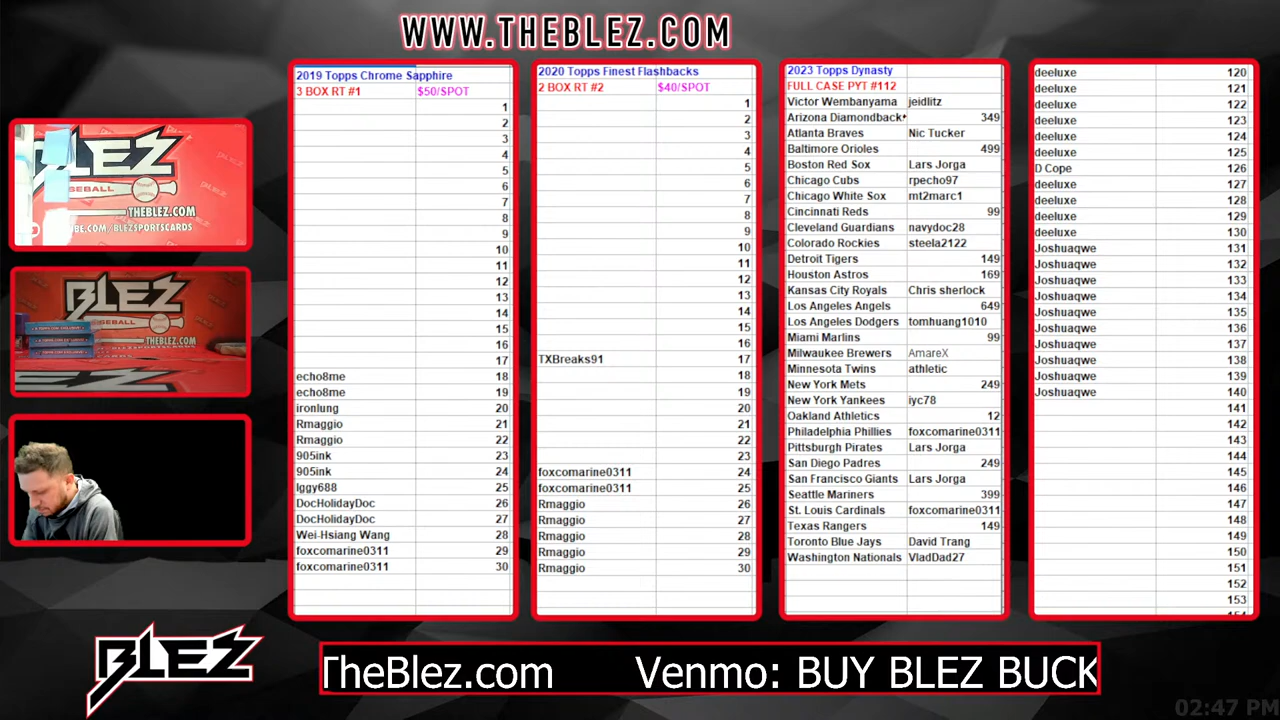 WWW.THEBLEZ.COM
BLEZ
BASEBALL
THEBLEZ.COM
BE.COM/BLEZSPORTSCARDS
BLEZ
THEBLEZ.COM
BLEZ
2019 Topps Chrome Sapphire
3 BOX RT #1 $50/SPOT
1
2
3
4
5
6
7
8
9
10
11
12
13
14
15
16
17
echo8me 18
echo8me 19
ironlung 20
Rmaggio 21
Rmaggio 22
905ink 23
905ink 24
Iggy688 25
DocHolidayDoc 26
DocHolidayDoc 27
Wei-Hsiang Wang 28
foxcomarine0311 29
foxcomarine0311 30
2020 Topps Finest Flashbacks
2 BOX RT #2 $40/SPOT
1
2
3
4
5
6
7
8
9
10
11
12
13
14
15
16
TXBreaks91 17
18
19
20
21
22
23
foxcomarine0311 24
foxcomarine0311 25
Rmaggio 26
Rmaggio 27
Rmaggio 28
Rmaggio 29
Rmaggio 30
2023 Topps Dynasty
FULL CASE PYT #112
Victor Wembanyama jeidlitz
Arizona Diamondback 349
Atlanta Braves Nic Tucker
Baltimore Orioles 499
Boston Red Sox Lars Jorga
Chicago Cubs rpecho97
Chicago White Sox mt2marc1
Cincinnati Reds 99
Cleveland Guardians navydoc28
Colorado Rockies steela2122
Detroit Tigers 149
Houston Astros 169
Kansas City Royals Chris sherlock
Los Angeles Angels 649
Los Angeles Dodgers tomhuang1010
Miami Marlins 99
Milwaukee Brewers AmareX
Minnesota Twins athletic
New York Mets 249
New York Yankees iyc78
Oakland Athletics 12
Philadelphia Phillies foxcomarine0311
Pittsburgh Pirates Lars Jorga
San Diego Padres 249
San Francisco Giants Lars Jorga
Seattle Mariners 399
St. Louis Cardinals foxcomarine0311
Texas Rangers 149
Toronto Blue Jays David Trang
Washington Nationals VladDad27
deeluxe 120
deeluxe 121
deeluxe 122
deeluxe 123
deeluxe 124
deeluxe 125
D Cope 126
deeluxe 127
deeluxe 128
deeluxe 129
deeluxe 130
Joshuaqwe 131
Joshuaqwe 132
Joshuaqwe 133
Joshuaqwe 134
Joshuaqwe 135
Joshuaqwe 136
Joshuaqwe 137
Joshuaqwe 138
Joshuaqwe 139
Joshuaqwe 140
141
142
143
144
145
146
147
148
149
150
151
152
153
BLEZ
TheBlez.com Venmo: BUY BLEZ BUCK
02:47 PM